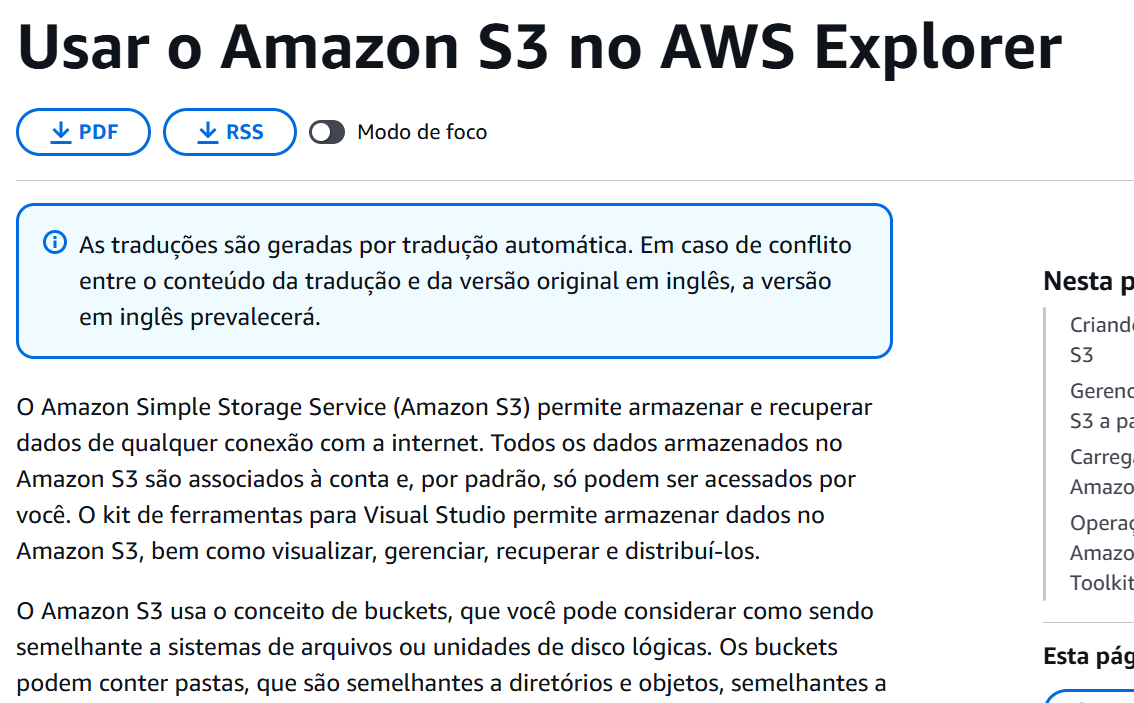 Usar o Amazon S3 no AWS Explorer
PDF RSS Modo de foco
As traduções são geradas por tradução automática. Em caso de conflito
entre o conteúdo da tradução e da versão original em inglês, a versão
em inglês prevalecerá.
O Amazon Simple Storage Service (Amazon S3) permite armazenar e recuperar
dados de qualquer conexão com a internet. Todos os dados armazenados no
Amazon S3 são associados à conta e, por padrão, só podem ser acessados por
você. O kit de ferramentas para Visual Studio permite armazenar dados no
Amazon S3, bem como visualizar, gerenciar, recuperar e distribuí-los.
O Amazon S3 usa o conceito de buckets, que você pode considerar como sendo
semelhante a sistemas de arquivos ou unidades de disco lógicas. Os buckets
podem conter pastas, que são semelhantes a diretórios e objetos, semelhantes a
Nesta p
Criand
S3
Gerenc
S3 a pa
Carreg
Amazo
Operaç
Amazo
Toolkit
Esta pág